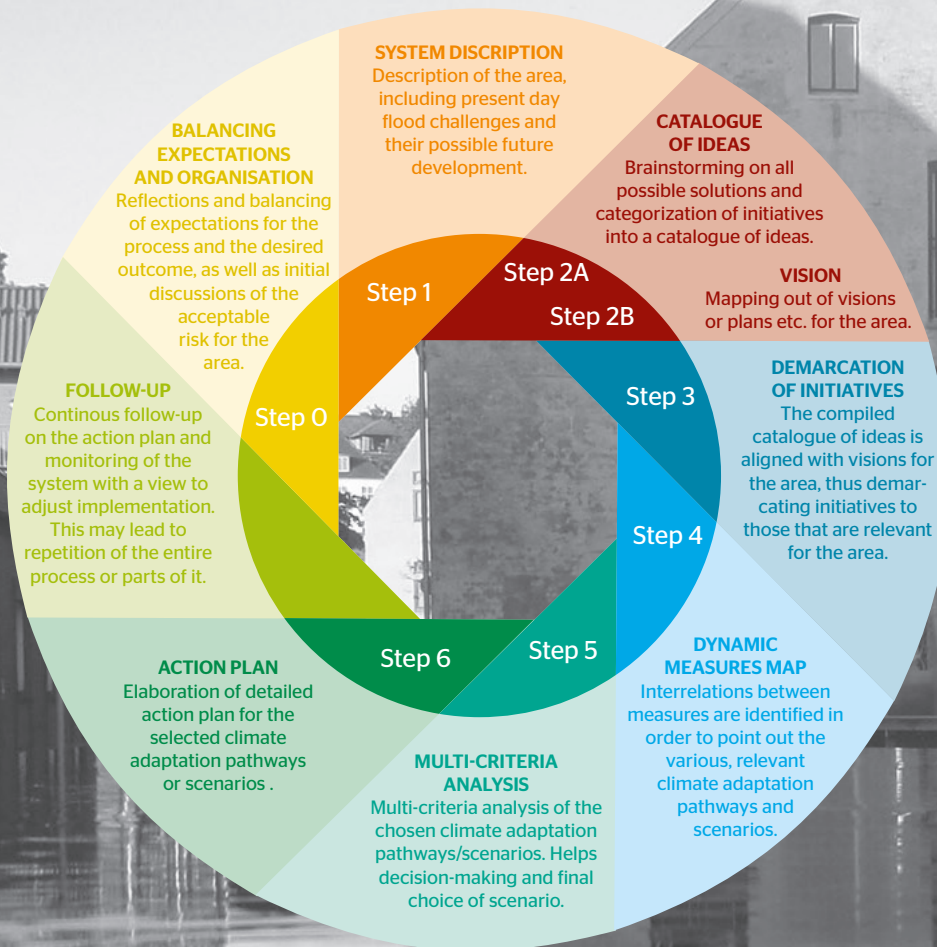 BALANCING
EXPECTATIONS
AND ORGANISATION
Reflections and balancing
of expectations for the
process and the desired
outcome, as well as initial
discussions of the
acceptable
risk for the
area.
Step 0
SYSTEM DISCRIPTION
Description of the area,
including present day
flood challenges and
their possible future
development.
Step 1
CATALOGUE
OF IDEAS
Brainstorming on all
possible solutions and
categorization of initiatives
into a catalogue of ideas.
Step 2A
VISION
Mapping out of visions
or plans etc. for the area.
Step 2B
DEMARCATION
OF INITIATIVES
The compiled
catalogue of ideas is
aligned with visions for
the area, thus demar-
cating initiatives to
those that are relevant
for the area.
Step 3
DYNAMIC
MEASURES MAP
Interrelations between
measures are identified in
order to point out the
various, relevant
climate adaptation
pathways and
scenarios.
Step 4
MULTI-CRITERIA
ANALYSIS
Multi-criteria analysis of the
chosen climate adaptation
pathways/scenarios. Helps
decision-making and final
choice of scenario.
Step 5
ACTION PLAN
Elaboration of detailed
action plan for the
selected climate
adaptation pathways
or scenarios .
Step 6
FOLLOW-UP
Continous follow-up
on the action plan and
monitoring of the
system with a view to
adjust implementation.
This may lead to
repetition of the entire
process or parts of it.